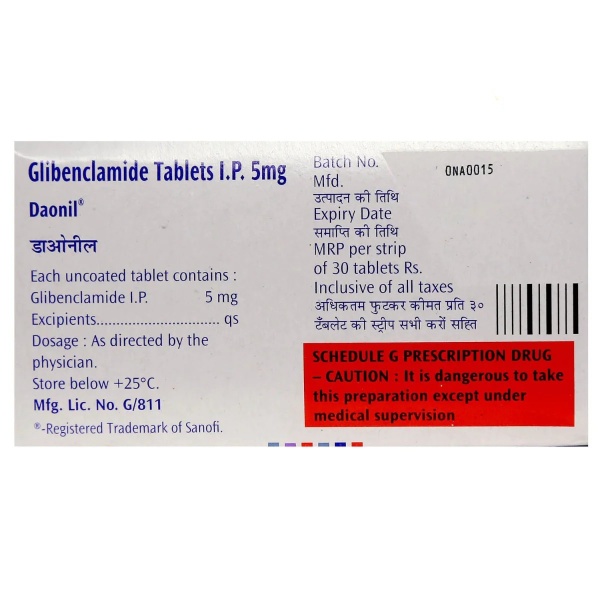 Glibenclamide Tablets I.P. 5mg
Daonil®
डाओनील
Each uncoated tablet contains :
Glibenclamide I.P. 5 mg
Excipients.............................. qs
Dosage : As directed by the
physician.
Store below +25°C.
Mfg. Lic. No. G/811
®-Registered Trademark of Sanofi.
Batch No. 0NA0015
Mfd.
उत्पादन की तिथि
Expiry Date
समाप्ति की तिथि
MRP per strip
of 30 tablets Rs.
Inclusive of all taxes
अधिकतम फुटकर कीमत प्रति ३०
टॅबलेट की स्ट्रीप सभी करों सहित
SCHEDULE G PRESCRIPTION DRUG
– CAUTION : It is dangerous to take
this preparation except under
medical supervision